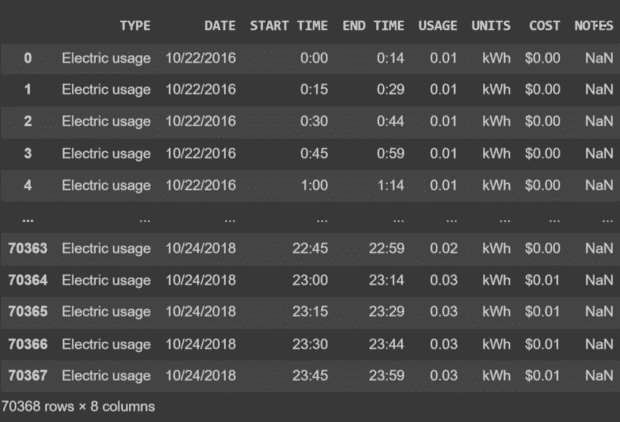 TYPE DATE START TIME END TIME USAGE UNITS COST NOTES
0 Electric usage 10/22/2016 0:00 0:14 0.01 kWh $0.00 NaN
1 Electric usage 10/22/2016 0:15 0:29 0.01 kWh $0.00 NaN
2 Electric usage 10/22/2016 0:30 0:44 0.01 kWh $0.00 NaN
3 Electric usage 10/22/2016 0:45 0:59 0.01 kWh $0.00 NaN
4 Electric usage 10/22/2016 1:00 1:14 0.01 kWh $0.00 NaN
... ... ... ... ... ... ... ... ...
70363 Electric usage 10/24/2018 22:45 22:59 0.02 kWh $0.00 NaN
70364 Electric usage 10/24/2018 23:00 23:14 0.03 kWh $0.01 NaN
70365 Electric usage 10/24/2018 23:15 23:29 0.03 kWh $0.01 NaN
70366 Electric usage 10/24/2018 23:30 23:44 0.03 kWh $0.01 NaN
70367 Electric usage 10/24/2018 23:45 23:59 0.03 kWh $0.01 NaN
70368 rows × 8 columns